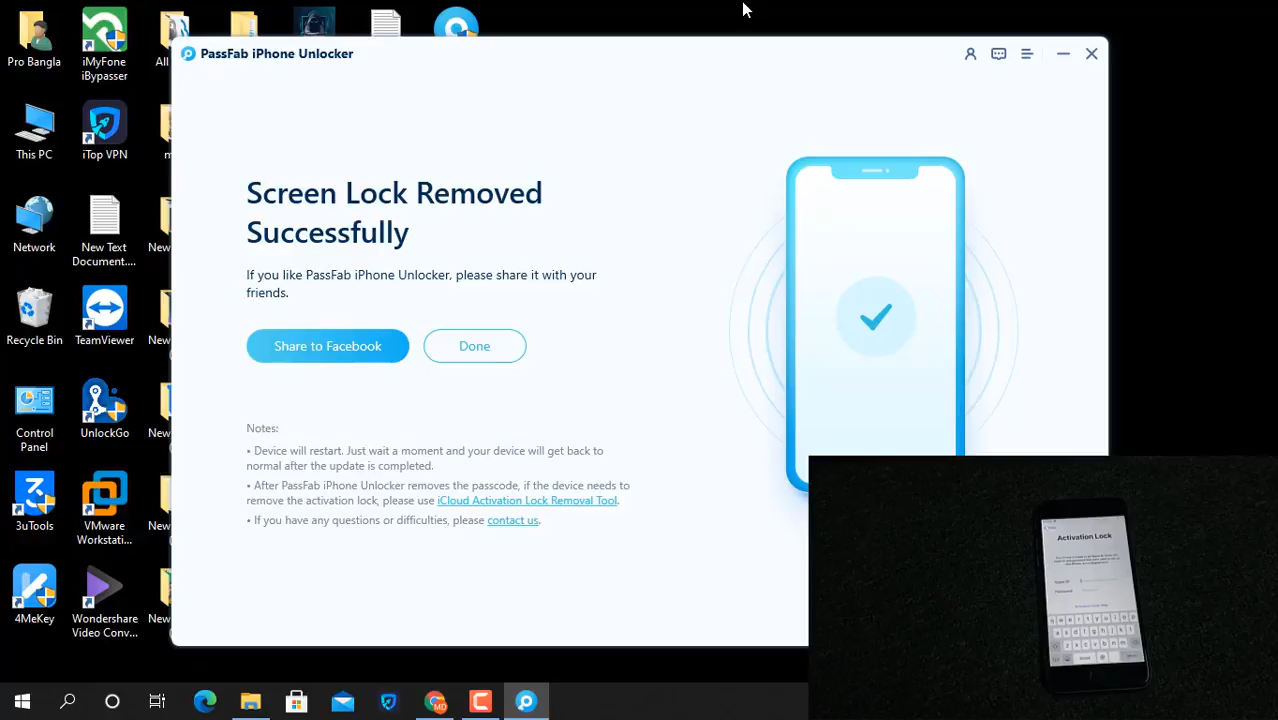 PassFab iPhone Unlocker
Pro Bangla
iMyFone
iBypasser
All
This PC
iTop VPN
Network
New Text
Document....
New
Recycle Bin
TeamViewer
New
Control
Panel
UnlockGo
New
3uTools
VMware
Workstati...
New
4MeKey
Wondershare
Video Conv...
New
Screen Lock Removed
Successfully
If you like PassFab iPhone Unlocker, please share it with your
friends.
Share to Facebook
Done
Notes:
• Device will restart. Just wait a moment and your device will get back to
normal after the update is completed.
• After PassFab iPhone Unlocker removes the passcode, if the device needs to
remove the activation lock, please use iCloud Activation Lock Removal Tool.
• If you have any questions or difficulties, please contact us.
Activation Lock
Apple ID
Password